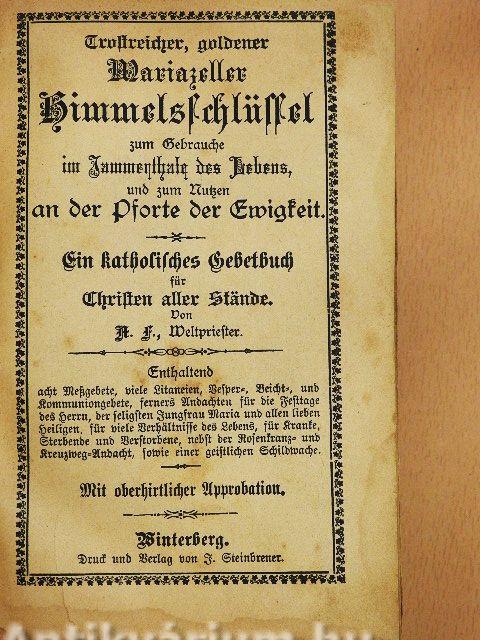 Trostreicher, goldener
Mariazeller
Himmelsschlüssel
zum Gebrauche
im Jammerthale des Lebens,
und zum Nutzen
an der Pforte der Ewigkeit.
Ein katholisches Gebetbuch
für
Christen aller Stände.
Von
N. F., Weltpriester.
Enthaltend
acht Meßgebete, viele Litaneien, Vesper-, Beicht-, und
Kommuniongebete, ferners Andachten für die Festtage
des Herrn, der seligsten Jungfrau Maria und allen lieben
Heiligen, für viele Verhältnisse des Lebens, für Kranke,
Sterbende und Verstorbene, nebst der Rosenkranz- und
Kreuzweg-Andacht, sowie einer geistlichen Schildwache.
Mit oberhirtlicher Approbation.
Winterberg.
Druck und Verlag von J. Steinbrener.
Antikvárium.hu